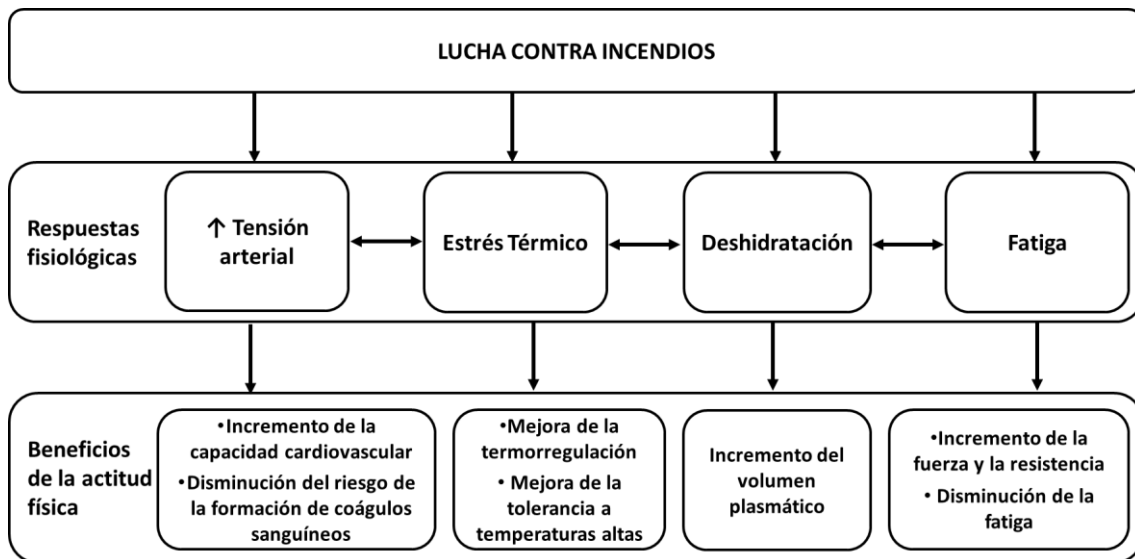 LUCHA CONTRA INCENDIOS
Respuestas
fisiológicas
↑ Tensión
arterial
Estrés Térmico
Deshidratación
Fatiga
Beneficios
de la actitud
física
•Incremento de la
capacidad cardiovascular
•Disminución del riesgo de
la formación de coágulos
sanguíneos
•Mejora de la
termorregulación
• Mejora de la
tolerancia a
temperaturas altas
Incremento del
volumen
plasmático
•Incremento de la
fuerza y la resistencia
• Disminución de la
fatiga